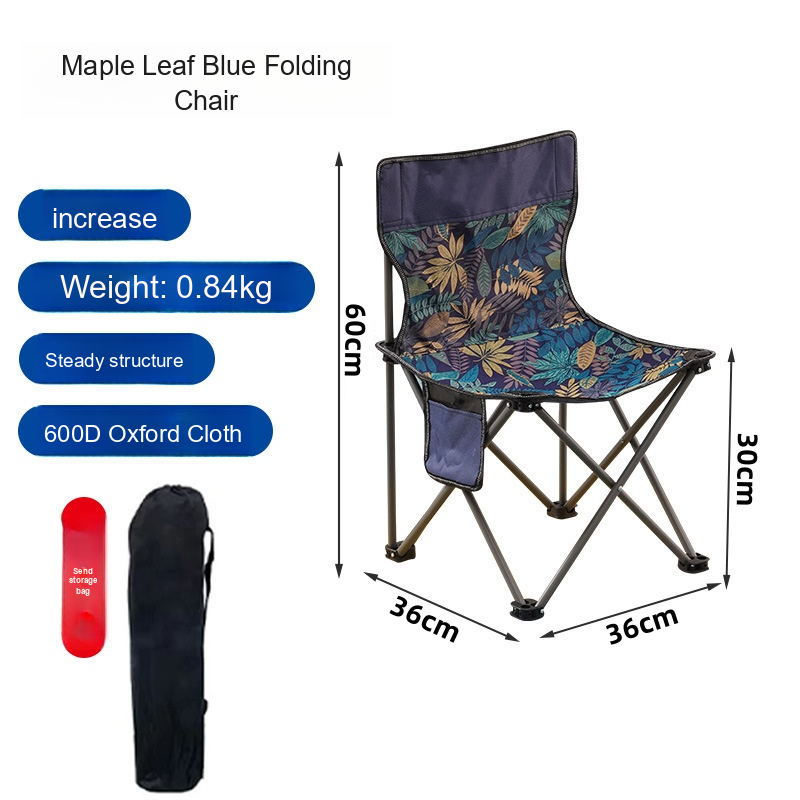 Maple Leaf Blue Folding
Chair
increase
Weight: 0.84kg
Steady structure
600D Oxford Cloth
Send
storage
bag
60cm
30cm
36cm
36cm